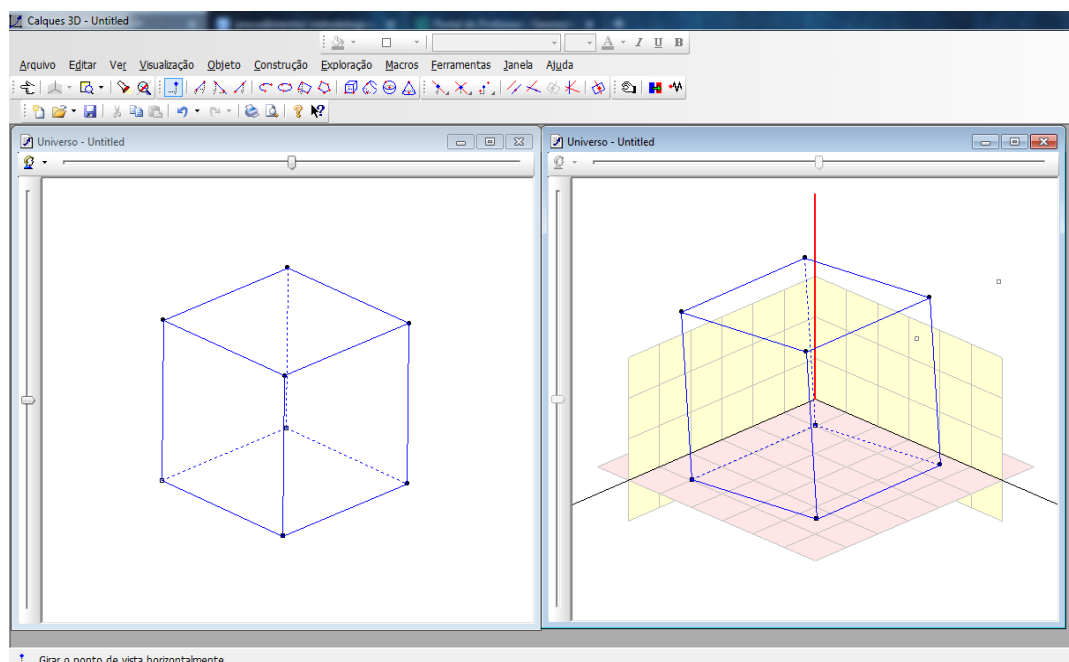 Calques 3D - Untitled
A I U B
Arquivo Editar Ver Visualização Objeto Construção Exploração Macros Ferramentas Janela Ajuda
Universo - Untitled
Universo - Untitled
Girar o ponto de vista horizontalmente